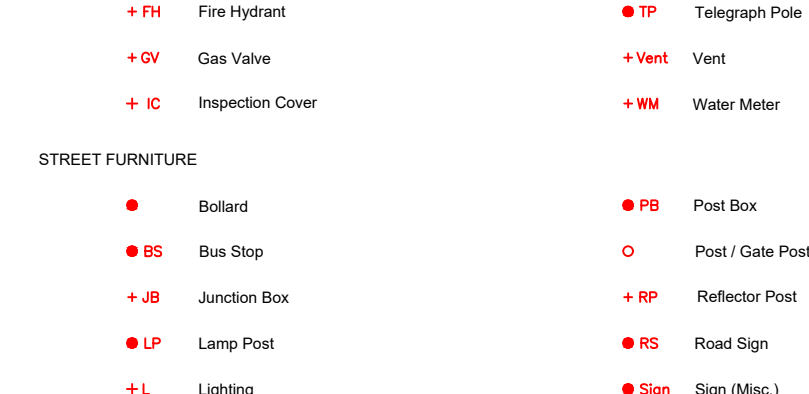 + FH Fire Hydrant ● TP Telegraph Pole
+ GV Gas Valve + Vent Vent
+ IC Inspection Cover + WM Water Meter
STREET FURNITURE
● Bollard ● PB Post Box
● BS Bus Stop ○ Post / Gate Post
+ JB Junction Box + RP Reflector Post
● LP Lamp Post ● RS Road Sign
+ L Lighting ● Sign Sign (Misc.)